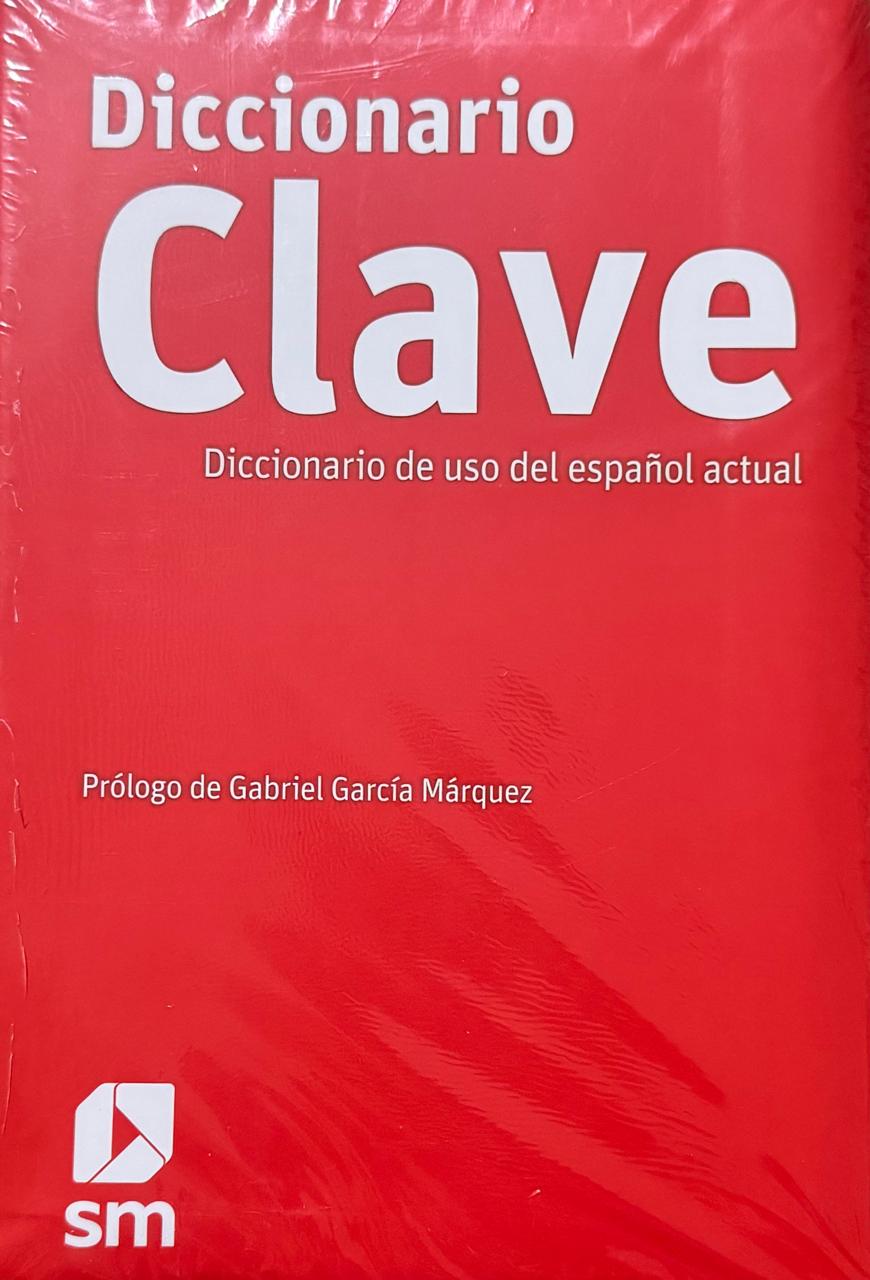 Diccionario
Clave
Diccionario de uso del español actual
Prólogo de Gabriel García Márquez
sm